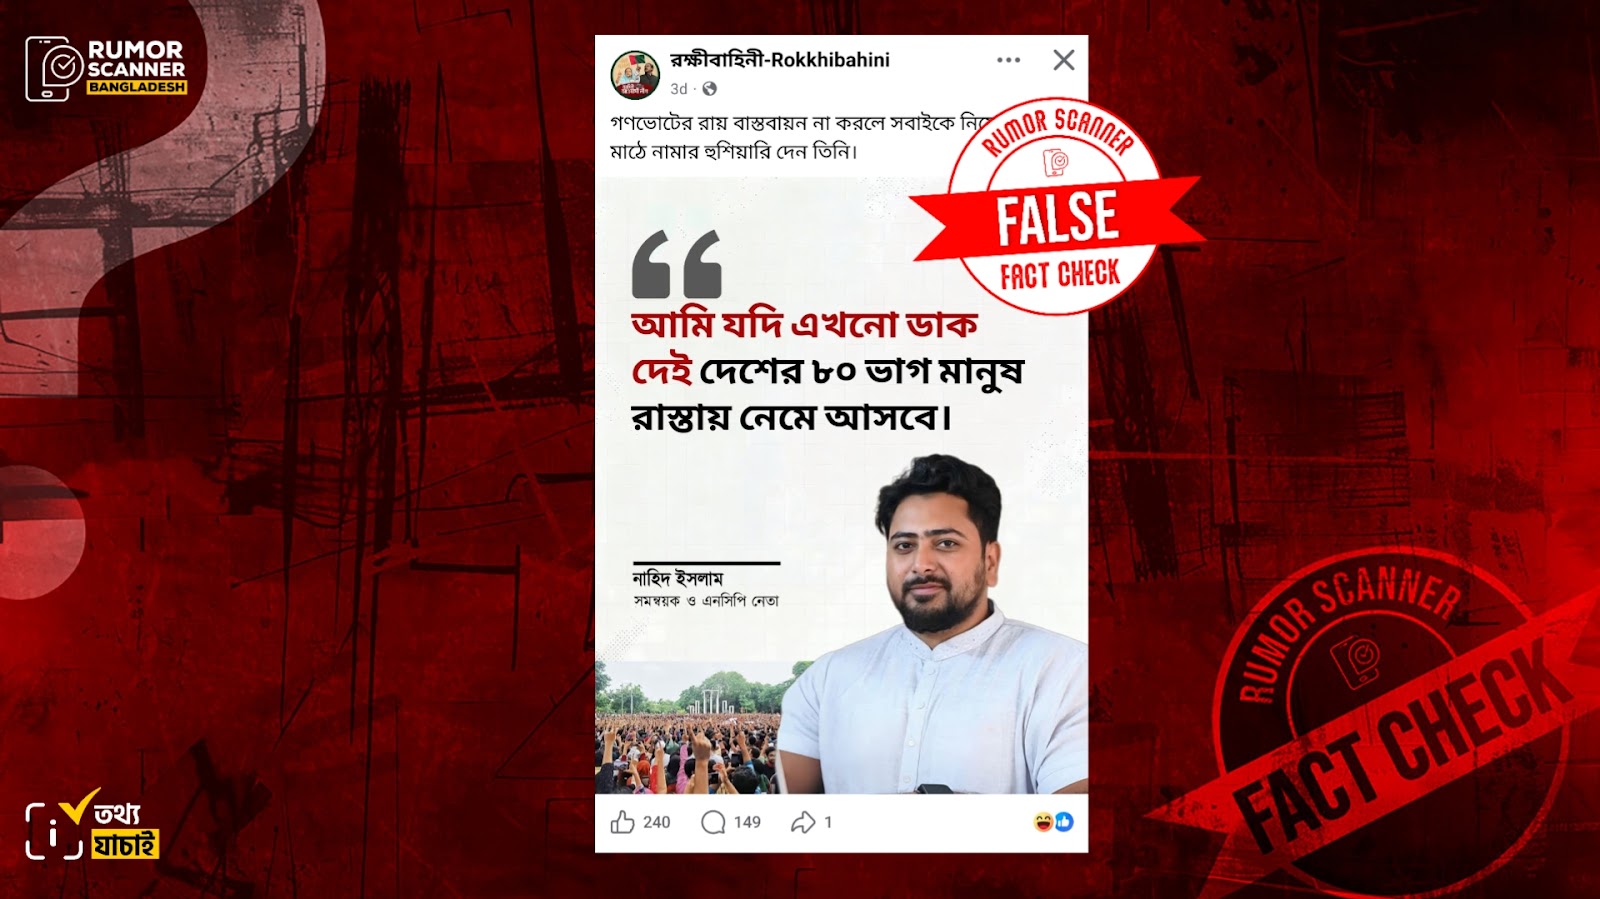 RUMOR
SCANNER
BANGLADESH
রক্ষীবাহিনী-Rokkhibahini
3d
গণভোটের রায় বাস্তবায়ন না করলে সবাইকে
মাঠে নামার হুশিয়ারি দেন তিনি।
RUMOR SCANNER
FALSE
FACT CHECK
আমি যদি এখনো ডাক
দেই দেশের ৮০ ভাগ মানুষ
রাস্তায় নেমে আসবে।
নাহিদ ইসলাম
সমন্বয়ক ও এনসিপি নেতা
240
149
1
তথ্য
যাচাই
RUMOR SCANNER
FACT CHECK